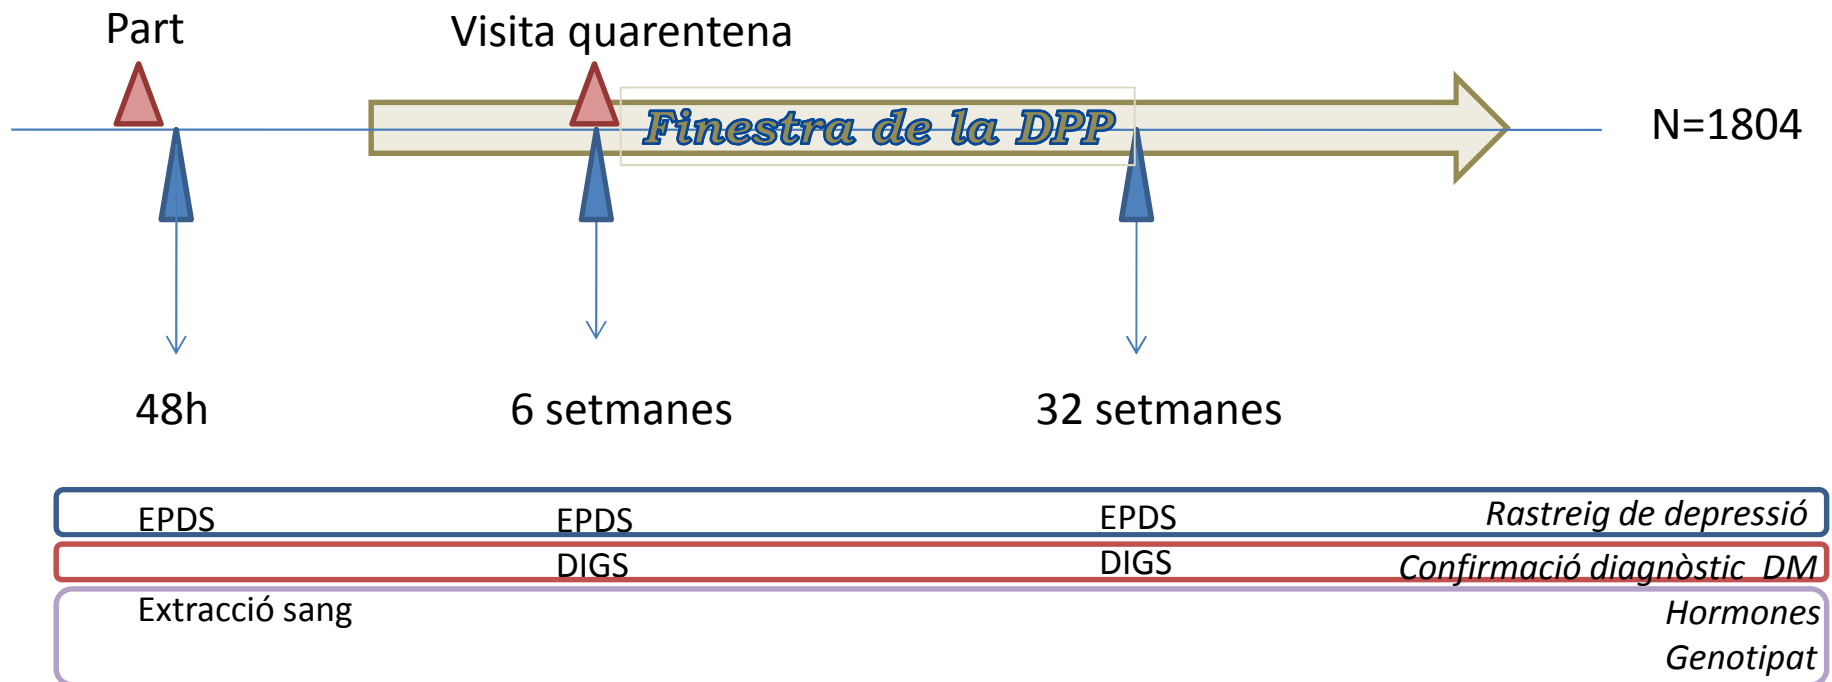 Part
Visita quarentena
Finestra de la DPP
N=1804
48h
6 setmanes
32 setmanes
EPDS EPDS EPDS Rastreig de depressió
DIGS DIGS Confirmació diagnòstic DM
Extracció sang Hormones
Genotipat